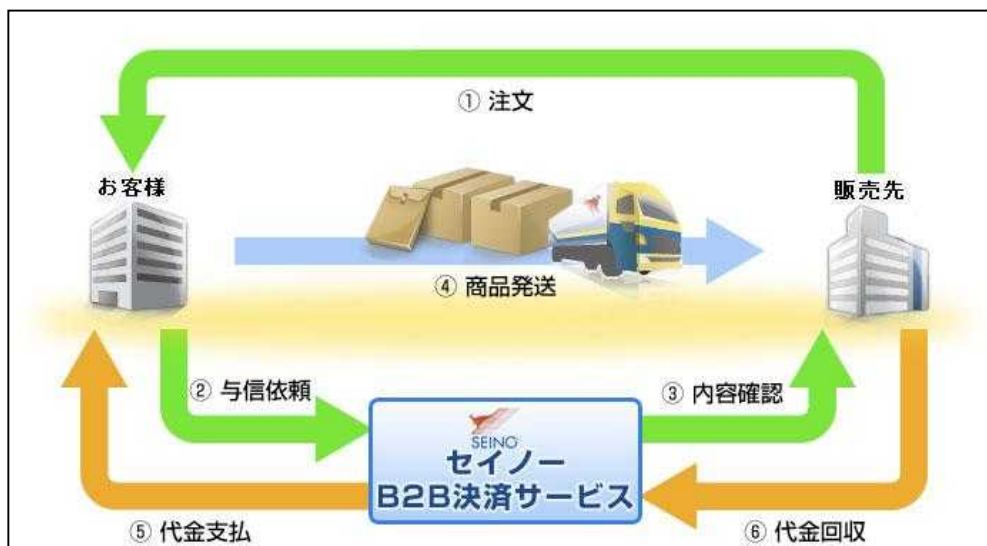 ① 注文
お客様
販売先
④ 商品発送
② 与信依頼
③ 内容確認
SEINO
セイノー
B2B決済サービス
⑤ 代金支払
⑥ 代金回収